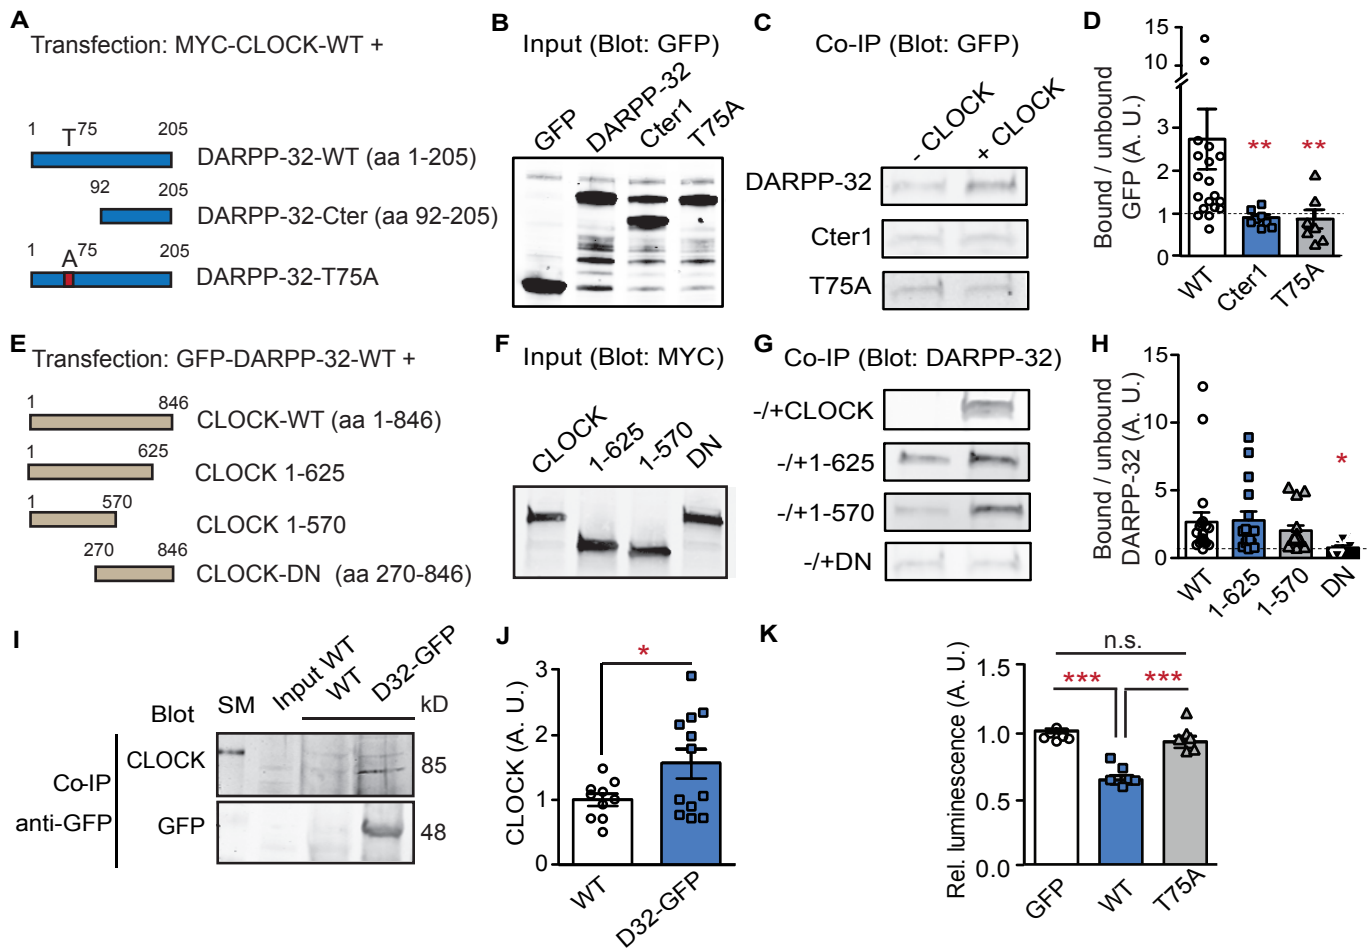 A
Transfection: MYC-CLOCK-WT +
1 T 75 205
DARPP-32-WT (aa 1-205)
92 205
DARPP-32-Cter (aa 92-205)
1 A 75 205
DARPP-32-T75A
B
Input (Blot: GFP)
GFP DARPP-32 Cter1 T75A
C
Co-IP (Blot: GFP)
- CLOCK + CLOCK
DARPP-32
Cter1
T75A
D
Bound / unbound
GFP (A. U.)
15
10
3
2
1
0
** **
WT Cter1 T75A
E
Transfection: GFP-DARPP-32-WT +
1 846
CLOCK-WT (aa 1-846)
1 625
CLOCK 1-625
1 570
CLOCK 1-570
270 846
CLOCK-DN (aa 270-846)
F
Input (Blot: MYC)
CLOCK 1-625 1-570 DN
G
Co-IP (Blot: DARPP-32)
-/+CLOCK
-/+1-625
-/+1-570
-/+DN
H
Bound / unbound
DARPP-32 (A. U.)
15
10
5
0
*
WT 1-625 1-570 DN
I
Blot SM Input WT WT D32-GFP kD
Co-IP
anti-GFP
CLOCK 85
GFP 48
J
CLOCK (A. U.)
3
2
1
0
*
WT D32-GFP
K
Rel. luminescence (A. U.)
1.5
1.0
0.5
0.0
n.s.
*** ***
GFP WT T75A